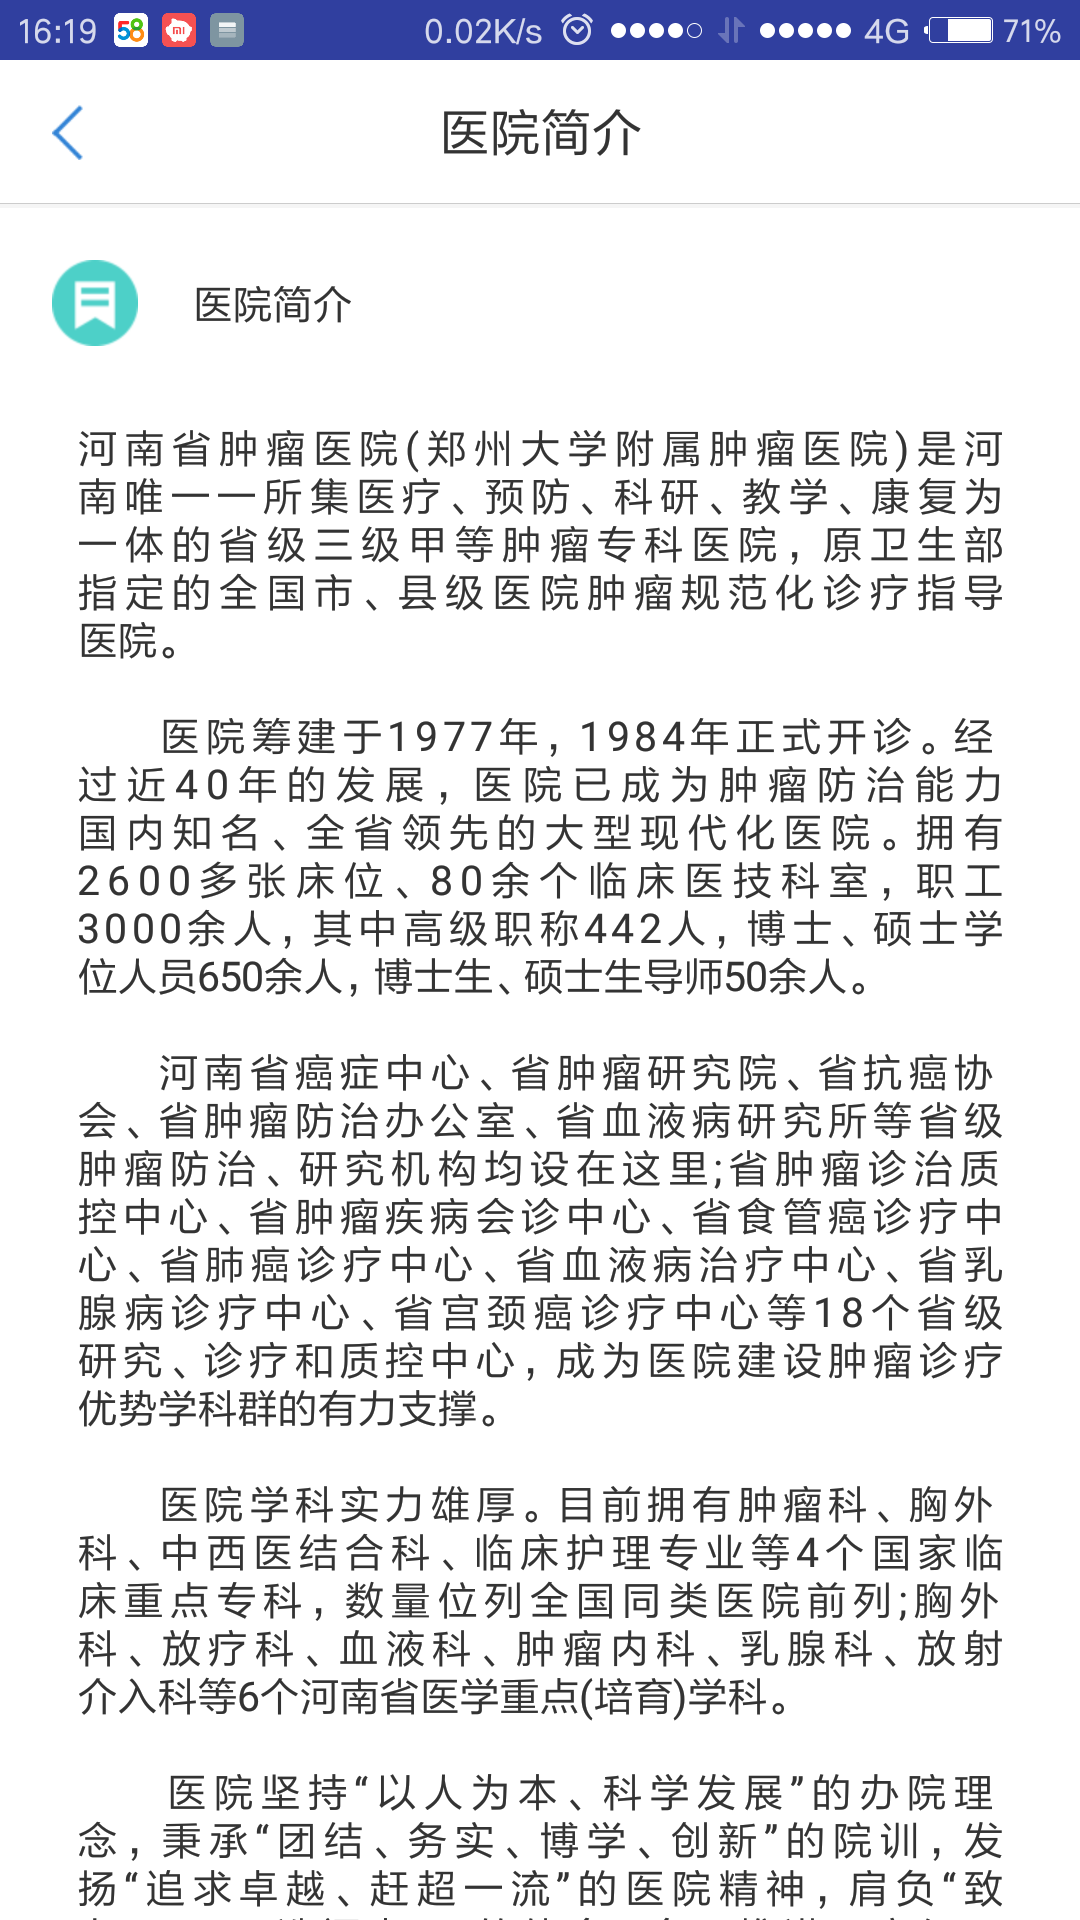 16:19 58 mi 0.02K/s 4G 71%
医院简介
医院简介
河南省肿瘤医院(郑州大学附属肿瘤医院)是河
南唯一一所集医疗、预防、科研、教学、康复为
一体的省级三级甲等肿瘤专科医院，原卫生部
指定的全国市、县级医院肿瘤规范化诊疗指导
医院。
医院筹建于1977年，1984年正式开诊。经
过近40年的发展，医院已成为肿瘤防治能力
国内知名、全省领先的大型现代化医院。拥有
2600多张床位、80余个临床医技科室，职工
3000余人，其中高级职称442人，博士、硕士学
位人员650余人，博士生、硕士生导师50余人。
河南省癌症中心、省肿瘤研究院、省抗癌协
会、省肿瘤防治办公室、省血液病研究所等省级
肿瘤防治、研究机构均设在这里;省肿瘤诊治质
控中心、省肿瘤疾病会诊中心、省食管癌诊疗中
心、省肺癌诊疗中心、省血液病治疗中心、省乳
腺病诊疗中心、省宫颈癌诊疗中心等18个省级
研究、诊疗和质控中心，成为医院建设肿瘤诊疗
优势学科群的有力支撑。
医院学科实力雄厚。目前拥有肿瘤科、胸外
科、中西医结合科、临床护理专业等4个国家临
床重点专科，数量位列全国同类医院前列;胸外
科、放疗科、血液科、肿瘤内科、乳腺科、放射
介入科等6个河南省医学重点(培育)学科。
医院坚持“以人为本、科学发展”的办院理
念，秉承“团结、务实、博学、创新”的院训，发
扬“追求卓越、赶超一流”的医院精神，肩负“致